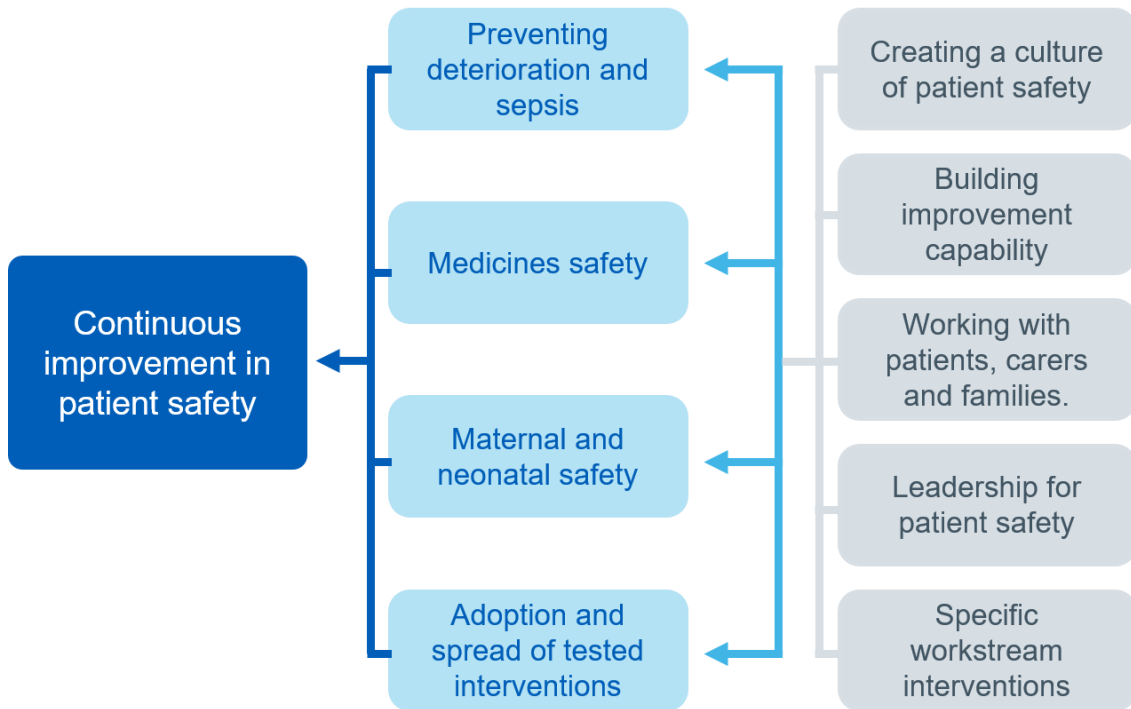 Continuous
improvement in
patient safety
Preventing
deterioration and
sepsis
Medicines safety
Maternal and
neonatal safety
Adoption and
spread of tested
interventions
Creating a culture
of patient safety
Building
improvement
capability
Working with
patients, carers
and families.
Leadership for
patient safety
Specific
workstream
interventions